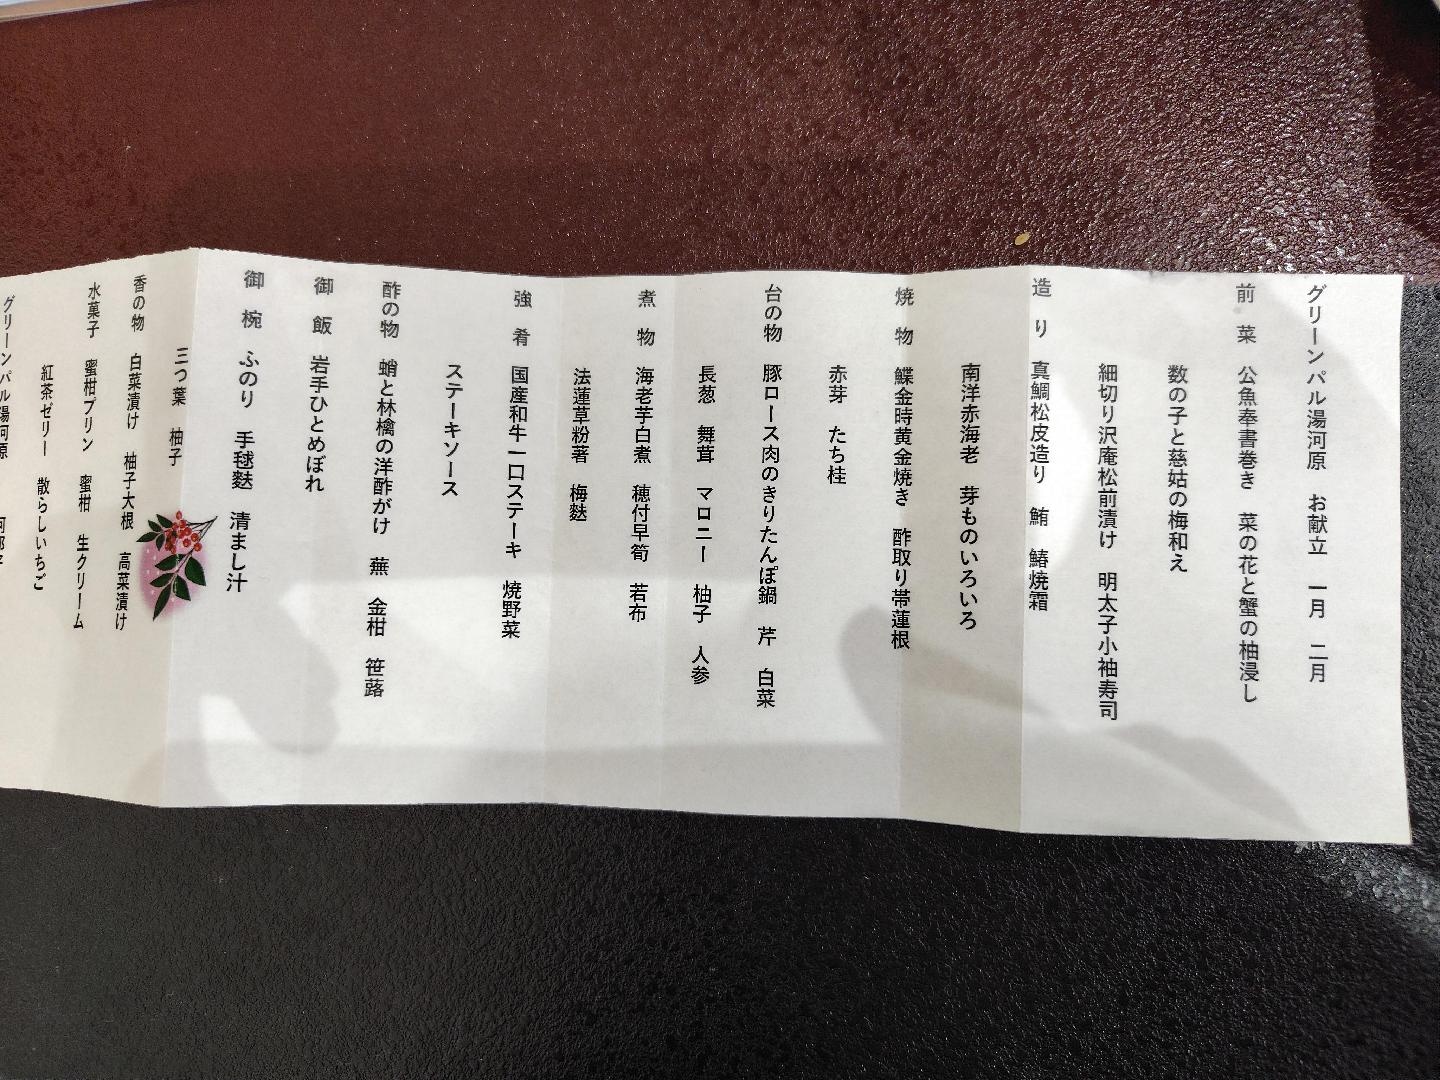 グリーンパル湯河原 お献立 一月 二月
前菜 公魚奉書巻き 菜の花と蟹の柚浸し
数の子と慈姑の梅和え
細切り沢庵松前漬け 明太子小袖寿司
造り 真鯛松皮造り 鮪 鰆焼霜
南洋赤海老 芽ものいろいろ
焼物 鰈金時黄金焼き 酢取り帯蓮根
赤芽 たち桂
台の物 豚ロース肉のきりたんぽ鍋 芹 白菜
長葱 舞茸 マロニー 柚子 人参
煮物 海老芋白煮 穂付早筍 若布
法蓮草粉著 梅麩
強肴 国産和牛一口ステーキ 焼野菜
ステーキソース
酢の物 蛸と林檎の洋酢がけ 蕪 金柑 笹蕗
御飯 岩手ひとめぼれ
御椀 ふのり 手毬麩 清まし汁
三つ葉 柚子
香の物 白菜漬け 柚子大根 高菜漬け
水菓子 蜜柑プリン 蜜柑 生クリーム
紅茶ゼリー 散らしいちご
グリーンパル湯河原